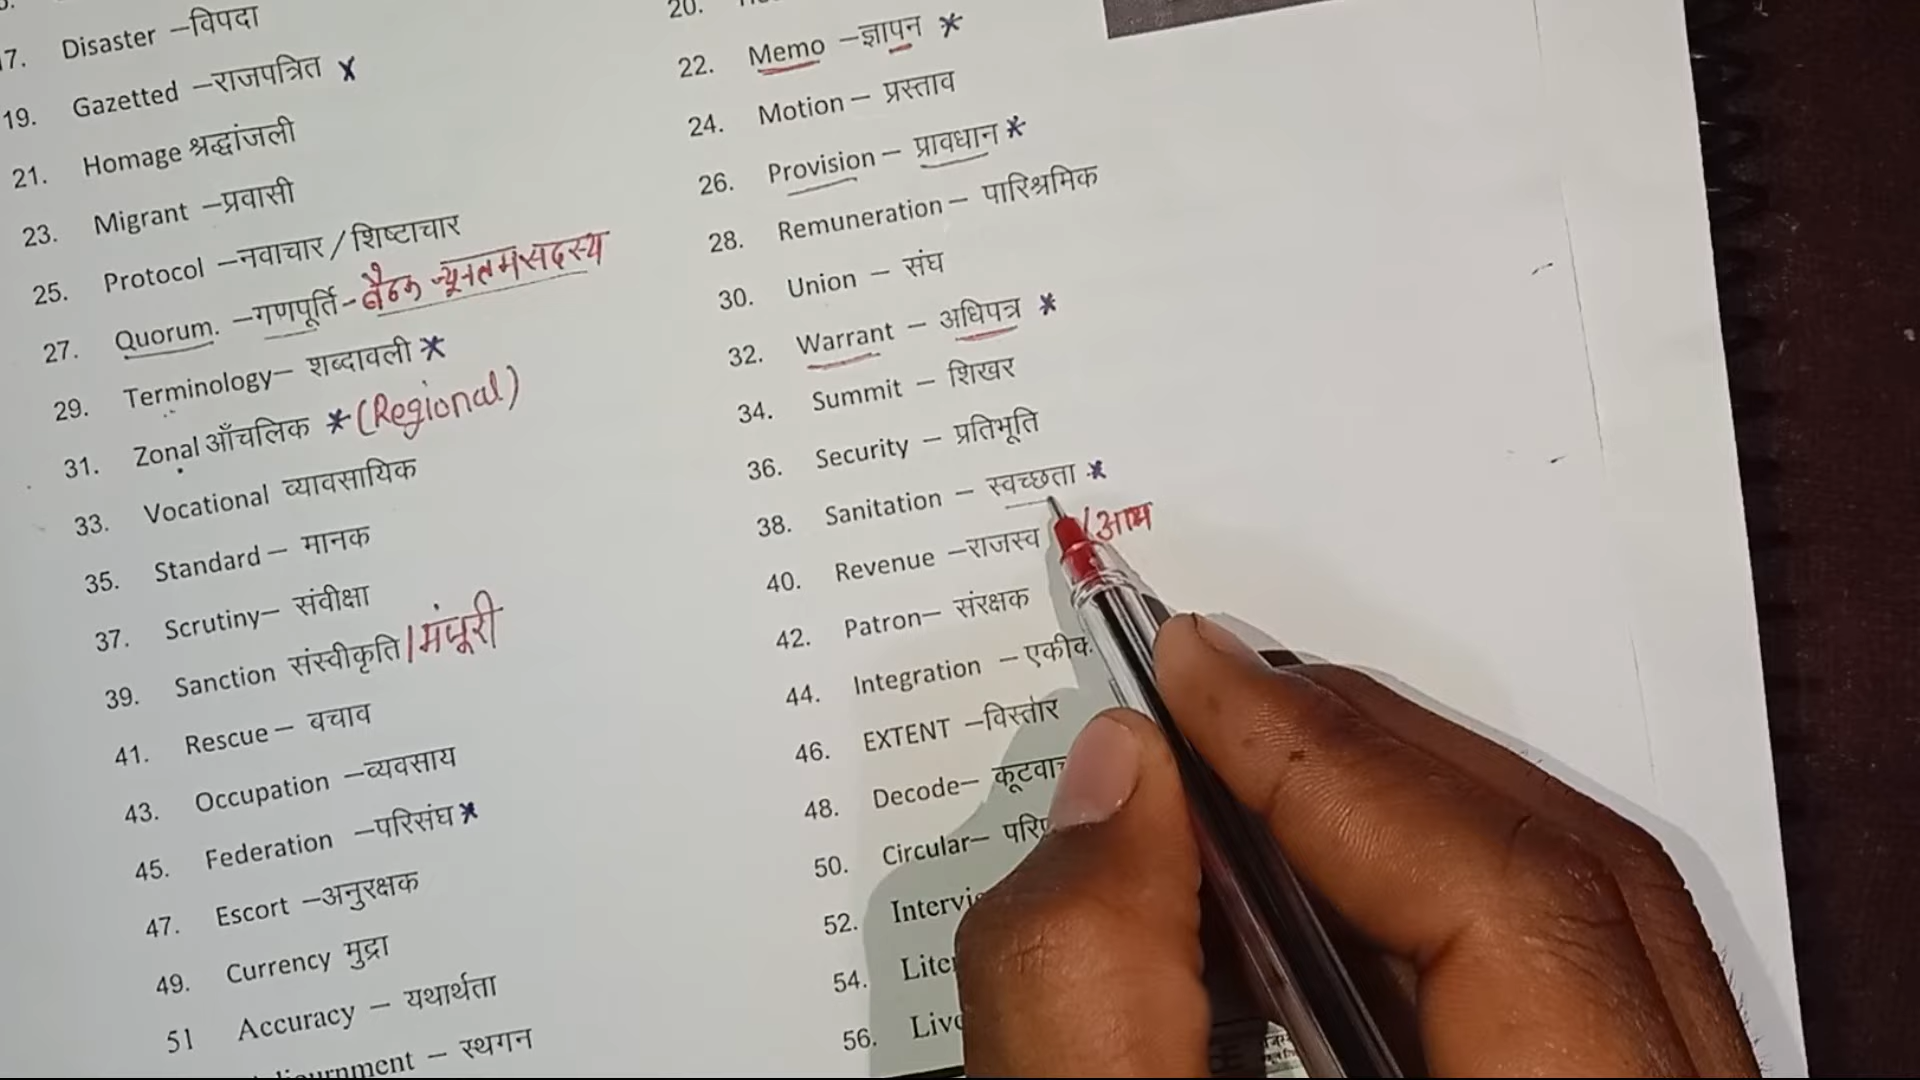 17. Disaster –विपदा
19. Gazetted –राजपत्रित x
21. Homage श्रद्धांजली
23. Migrant –प्रवासी
25. Protocol –नवाचार / शिष्टाचार
27. Quorum. –गणपूर्ति - बैठक न्यूनतम सदस्य
29. Terminology– शब्दावली *
31. Zonal आँचलिक * (Regional)
33. Vocational व्यावसायिक
35. Standard – मानक
37. Scrutiny– संवीक्षा
39. Sanction संस्वीकृति / मंजूरी
41. Rescue – बचाव
43. Occupation –व्यवसाय
45. Federation –परिसंघ *
47. Escort –अनुरक्षक
49. Currency मुद्रा
51 Accuracy – यथार्थता
– स्थगन
20.
22. Memo –ज्ञापन *
24. Motion – प्रस्ताव
26. Provision – प्रावधान *
28. Remuneration – पारिश्रमिक
30. Union – संघ
32. Warrant – अधिपत्र *
34. Summit – शिखर
36. Security – प्रतिभूति
38. Sanitation – स्वच्छता *
40. Revenue –राजस्व / आय
42. Patron– संरक्षक
44. Integration –
46. EXTENT –विस्तार
48. Decode–
50. Circular–
52.
54.
56.